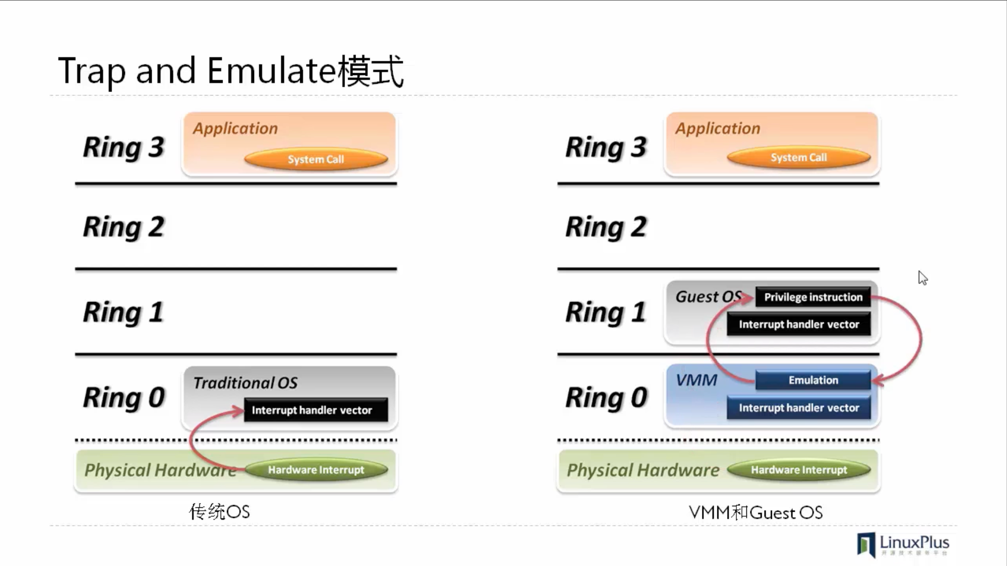 Trap and Emulate模式
Ring 3
Application
System Call
Ring 2
Ring 1
Ring 0
Traditional OS
Interrupt handler vector
Physical Hardware
Hardware Interrupt
传统OS
Ring 3
Application
System Call
Ring 2
Ring 1
Guest OS
Privilege instruction
Interrupt handler vector
Ring 0
VMM
Emulation
Interrupt handler vector
Physical Hardware
Hardware Interrupt
VMM和Guest OS
LinuxPlus